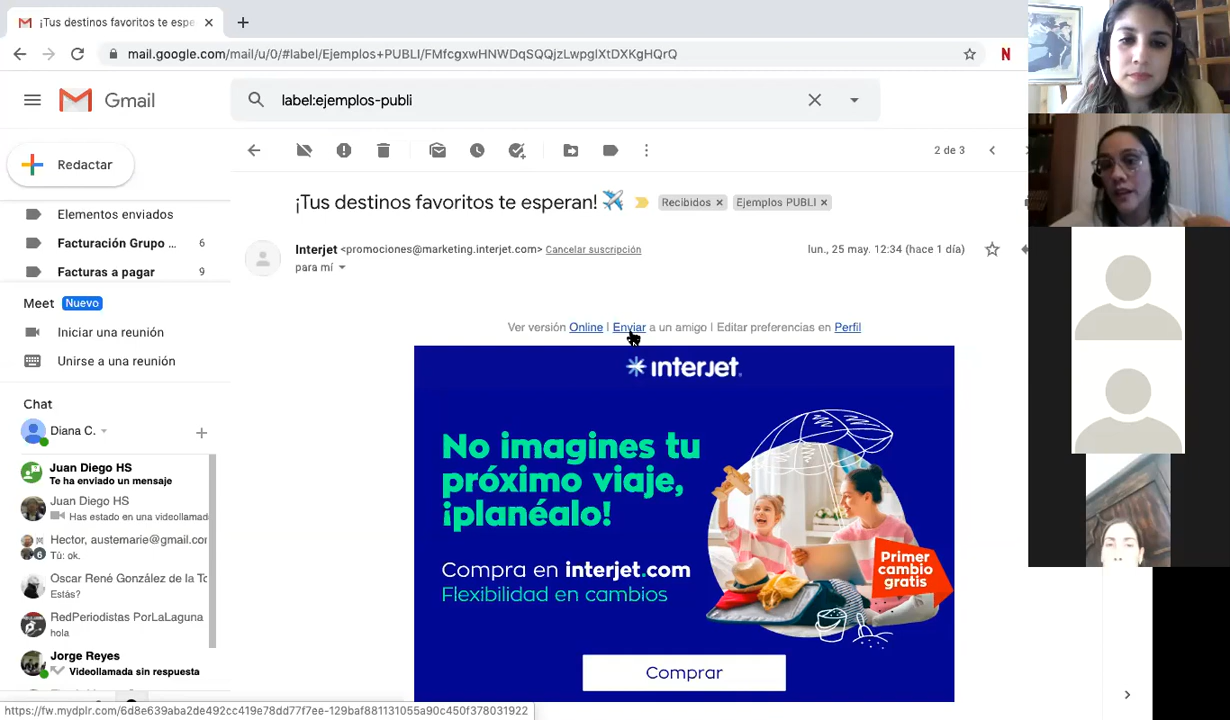 ¡Tus destinos favoritos te espe
mail.google.com/mail/u/0/#label/Ejemplos+PUBLI/FMfcgxwHNWDqSQQjzLwpglXtDXKgHQrQ
N
Gmail
label:ejemplos-publi
Redactar
2 de 3
Elementos enviados
Facturación Grupo ... 6
Facturas a pagar 9
Meet Nuevo
Iniciar una reunión
Unirse a una reunión
Chat
Diana C.
Juan Diego HS
Te ha enviado un mensaje
Juan Diego HS
Has estado en una videollamad
Hector, austemarie@gmail.cor
6
Tú: ok.
Oscar René González de la To
Estás?
RedPeriodistas PorLaLaguna
hola
Jorge Reyes
Videollamada sin respuesta
¡Tus destinos favoritos te esperan! ✈️ Recibidos × Ejemplos PUBLI ×
Interjet <promociones@marketing.interjet.com> Cancelar suscripción
lun., 25 may. 12:34 (hace 1 día)
para mí
Ver versión Online | Enviar a un amigo | Editar preferencias en Perfil
interjet.
No imagines tu
próximo viaje,
¡planéalo!
Compra en interjet.com
Flexibilidad en cambios
Primer
cambio
gratis
Comprar
https://fw.mydplr.com/6d8e639aba2de492cc419e78dd77f7ee-129baf881131055a90c450f378031922